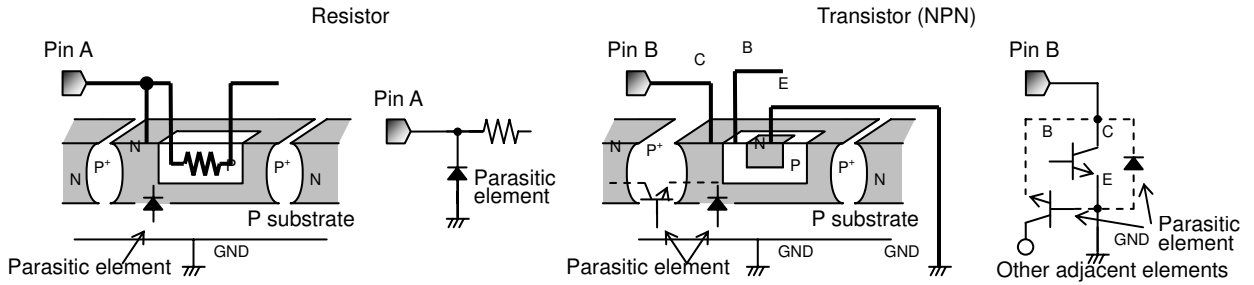 Resistor
Transistor (NPN)
Pin A
Pin A
N
P+
N
P
P+
N
Parasitic
element
P substrate
GND
Parasitic element
Pin B
C
B
E
N
P+
N
P
P+
N
P substrate
GND
GND
Parasitic element
Pin B
B
C
E
GND
Parasitic
element
Other adjacent elements